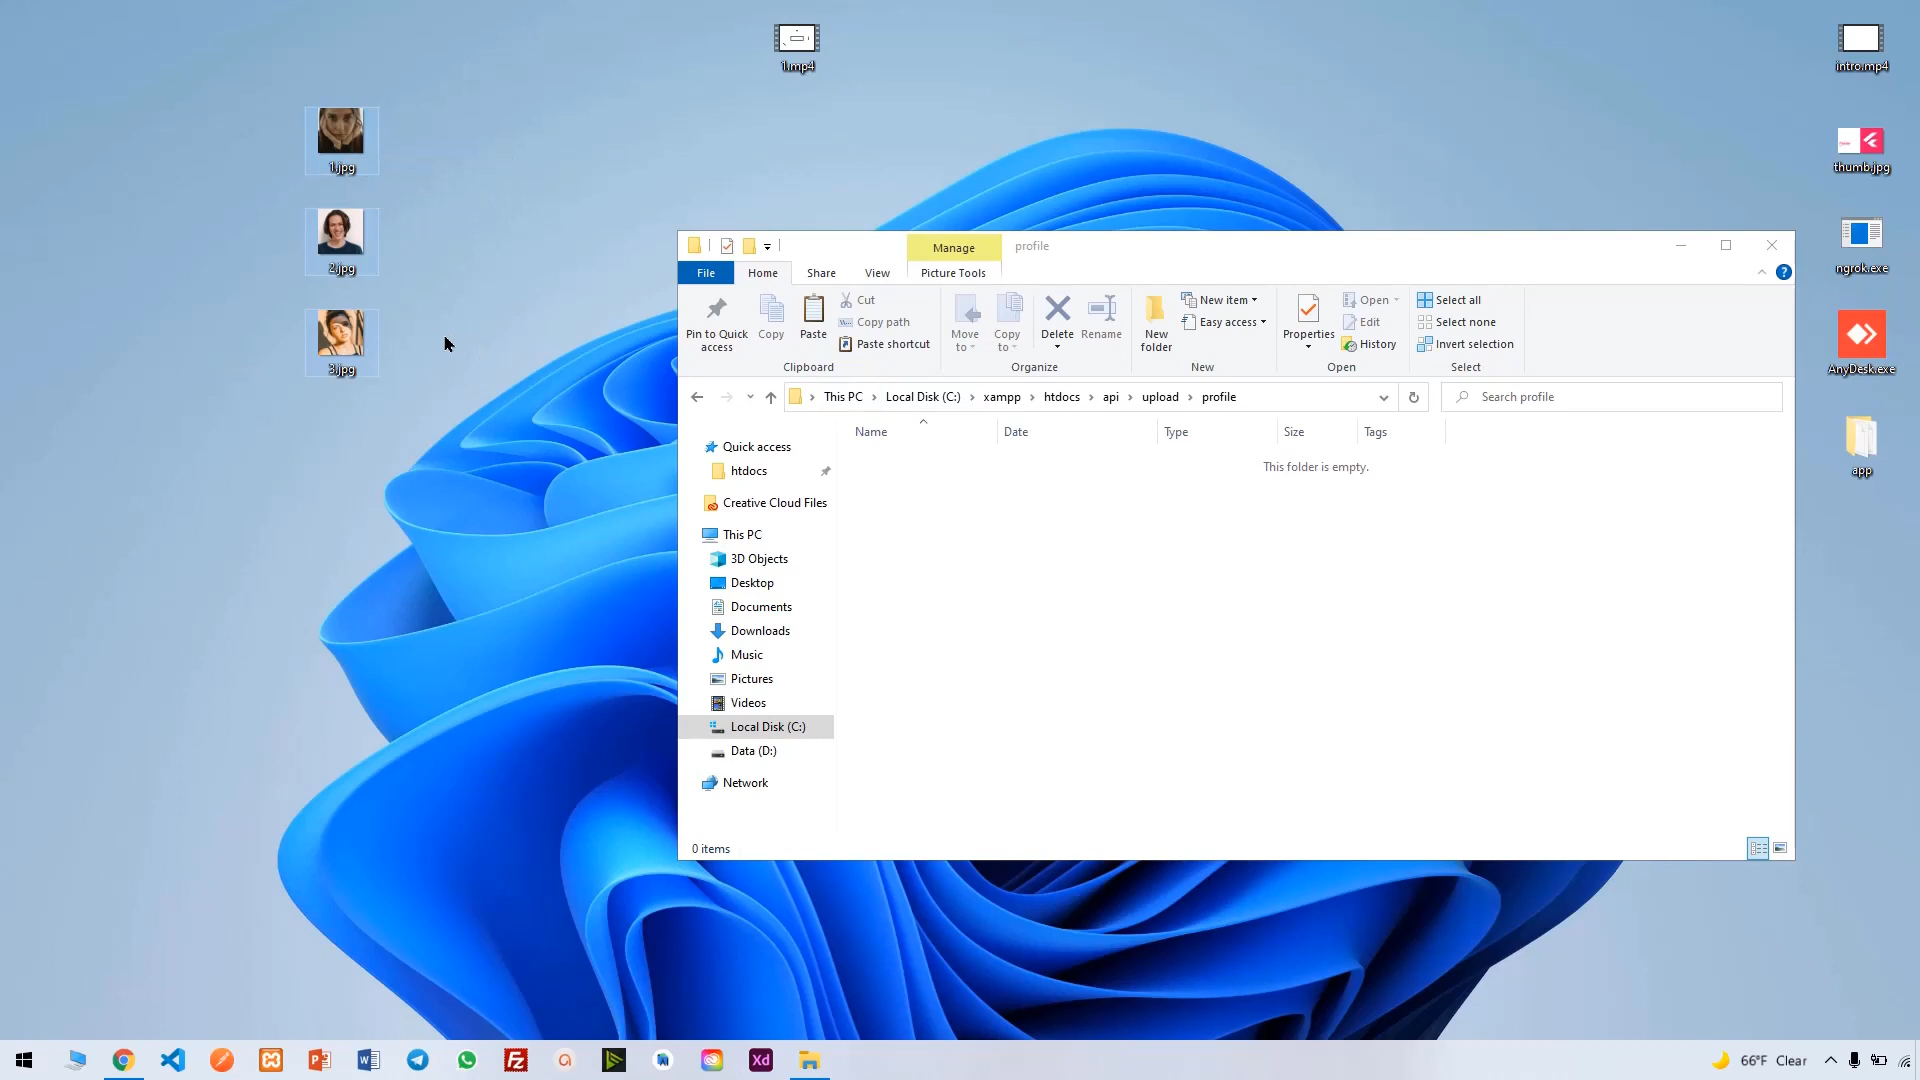 1.mp4
intro.mp4
1.jpg
2.jpg
3.jpg
thumb.jpg
ngrok.exe
AnyDesk.exe
app
Manage
profile
File
Home
Share
View
Picture Tools
Pin to Quick access
Copy
Paste
Cut
Copy path
Paste shortcut
Clipboard
Move to
Copy to
Delete
Rename
Organize
New folder
New item
Easy access
New
Properties
Open
Edit
History
Open
Select all
Select none
Invert selection
Select
This PC
Local Disk (C:)
xampp
htdocs
api
upload
profile
Search profile
Name
Date
Type
Size
Tags
This folder is empty.
Quick access
htdocs
Creative Cloud Files
This PC
3D Objects
Desktop
Documents
Downloads
Music
Pictures
Videos
Local Disk (C:)
Data (D:)
Network
0 items
Xd
66°F Clear